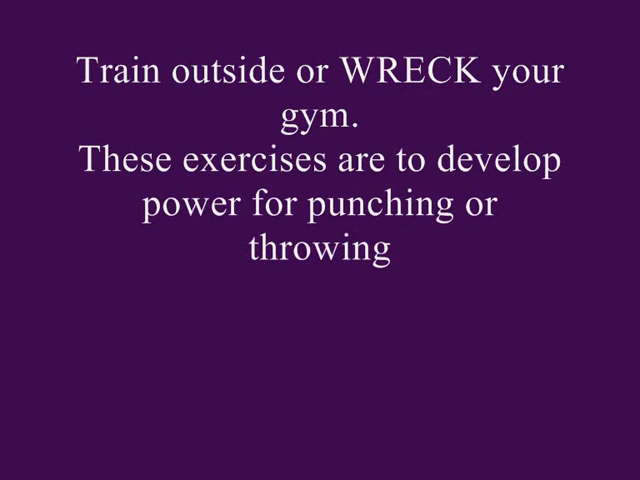 Train outside or WRECK your
gym.
These exercises are to develop
power for punching or
throwing